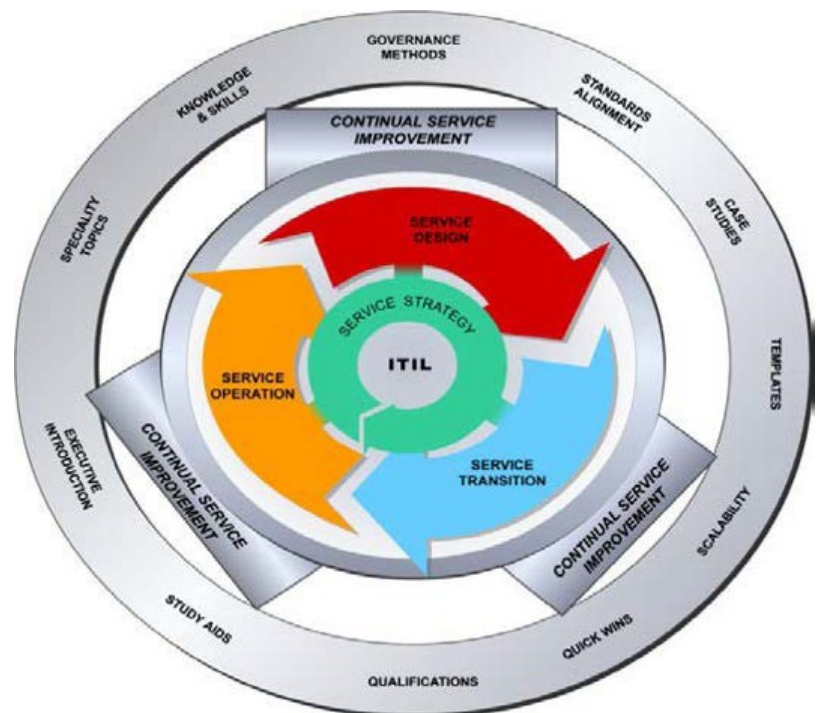 GOVERNANCE
METHODS
STANDARDS
ALIGNMENT
CASE
STUDIES
TEMPLATES
SCALABILITY
QUICK WINS
QUALIFICATIONS
STUDY AIDS
EXECUTIVE
INTRODUCTION
SPECIALITY
TOPICS
KNOWLEDGE
& SKILLS
CONTINUAL SERVICE
IMPROVEMENT
CONTINUAL SERVICE
IMPROVEMENT
CONTINUAL SERVICE
IMPROVEMENT
SERVICE
DESIGN
SERVICE
TRANSITION
SERVICE
OPERATION
SERVICE STRATEGY
ITIL